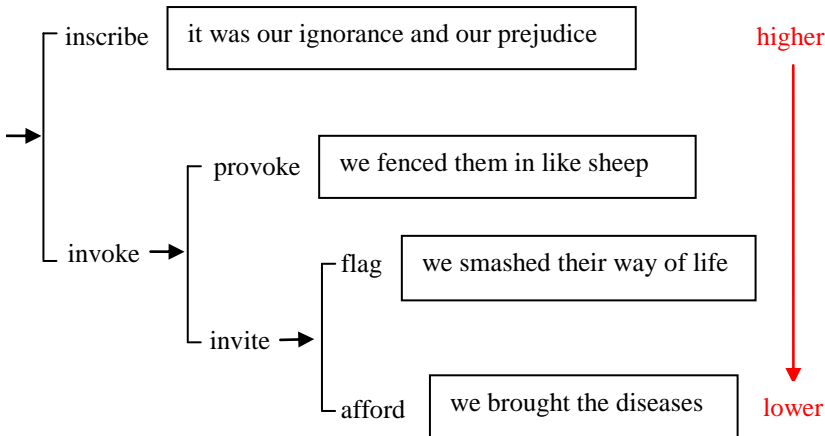 inscribe it was our ignorance and our prejudice higher
provoke we fenced them in like sheep
invoke
flag we smashed their way of life
invite
afford we brought the diseases lower